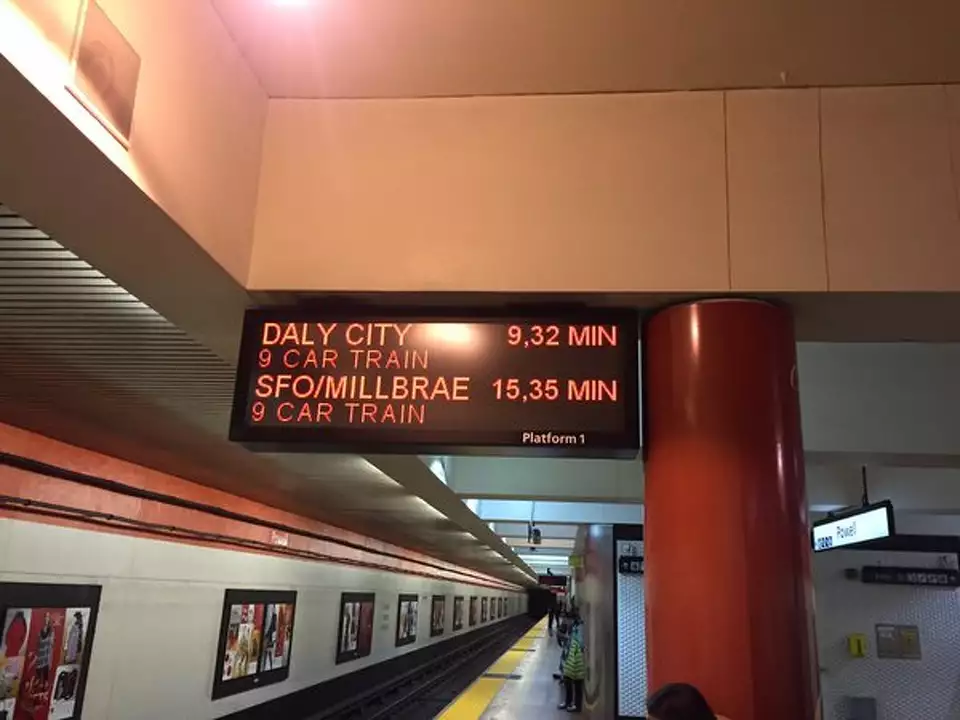 DALY CITY 9,32 MIN
9 CAR TRAIN
SFO/MILLBRAE 15,35 MIN
9 CAR TRAIN
Platform 1
Powell